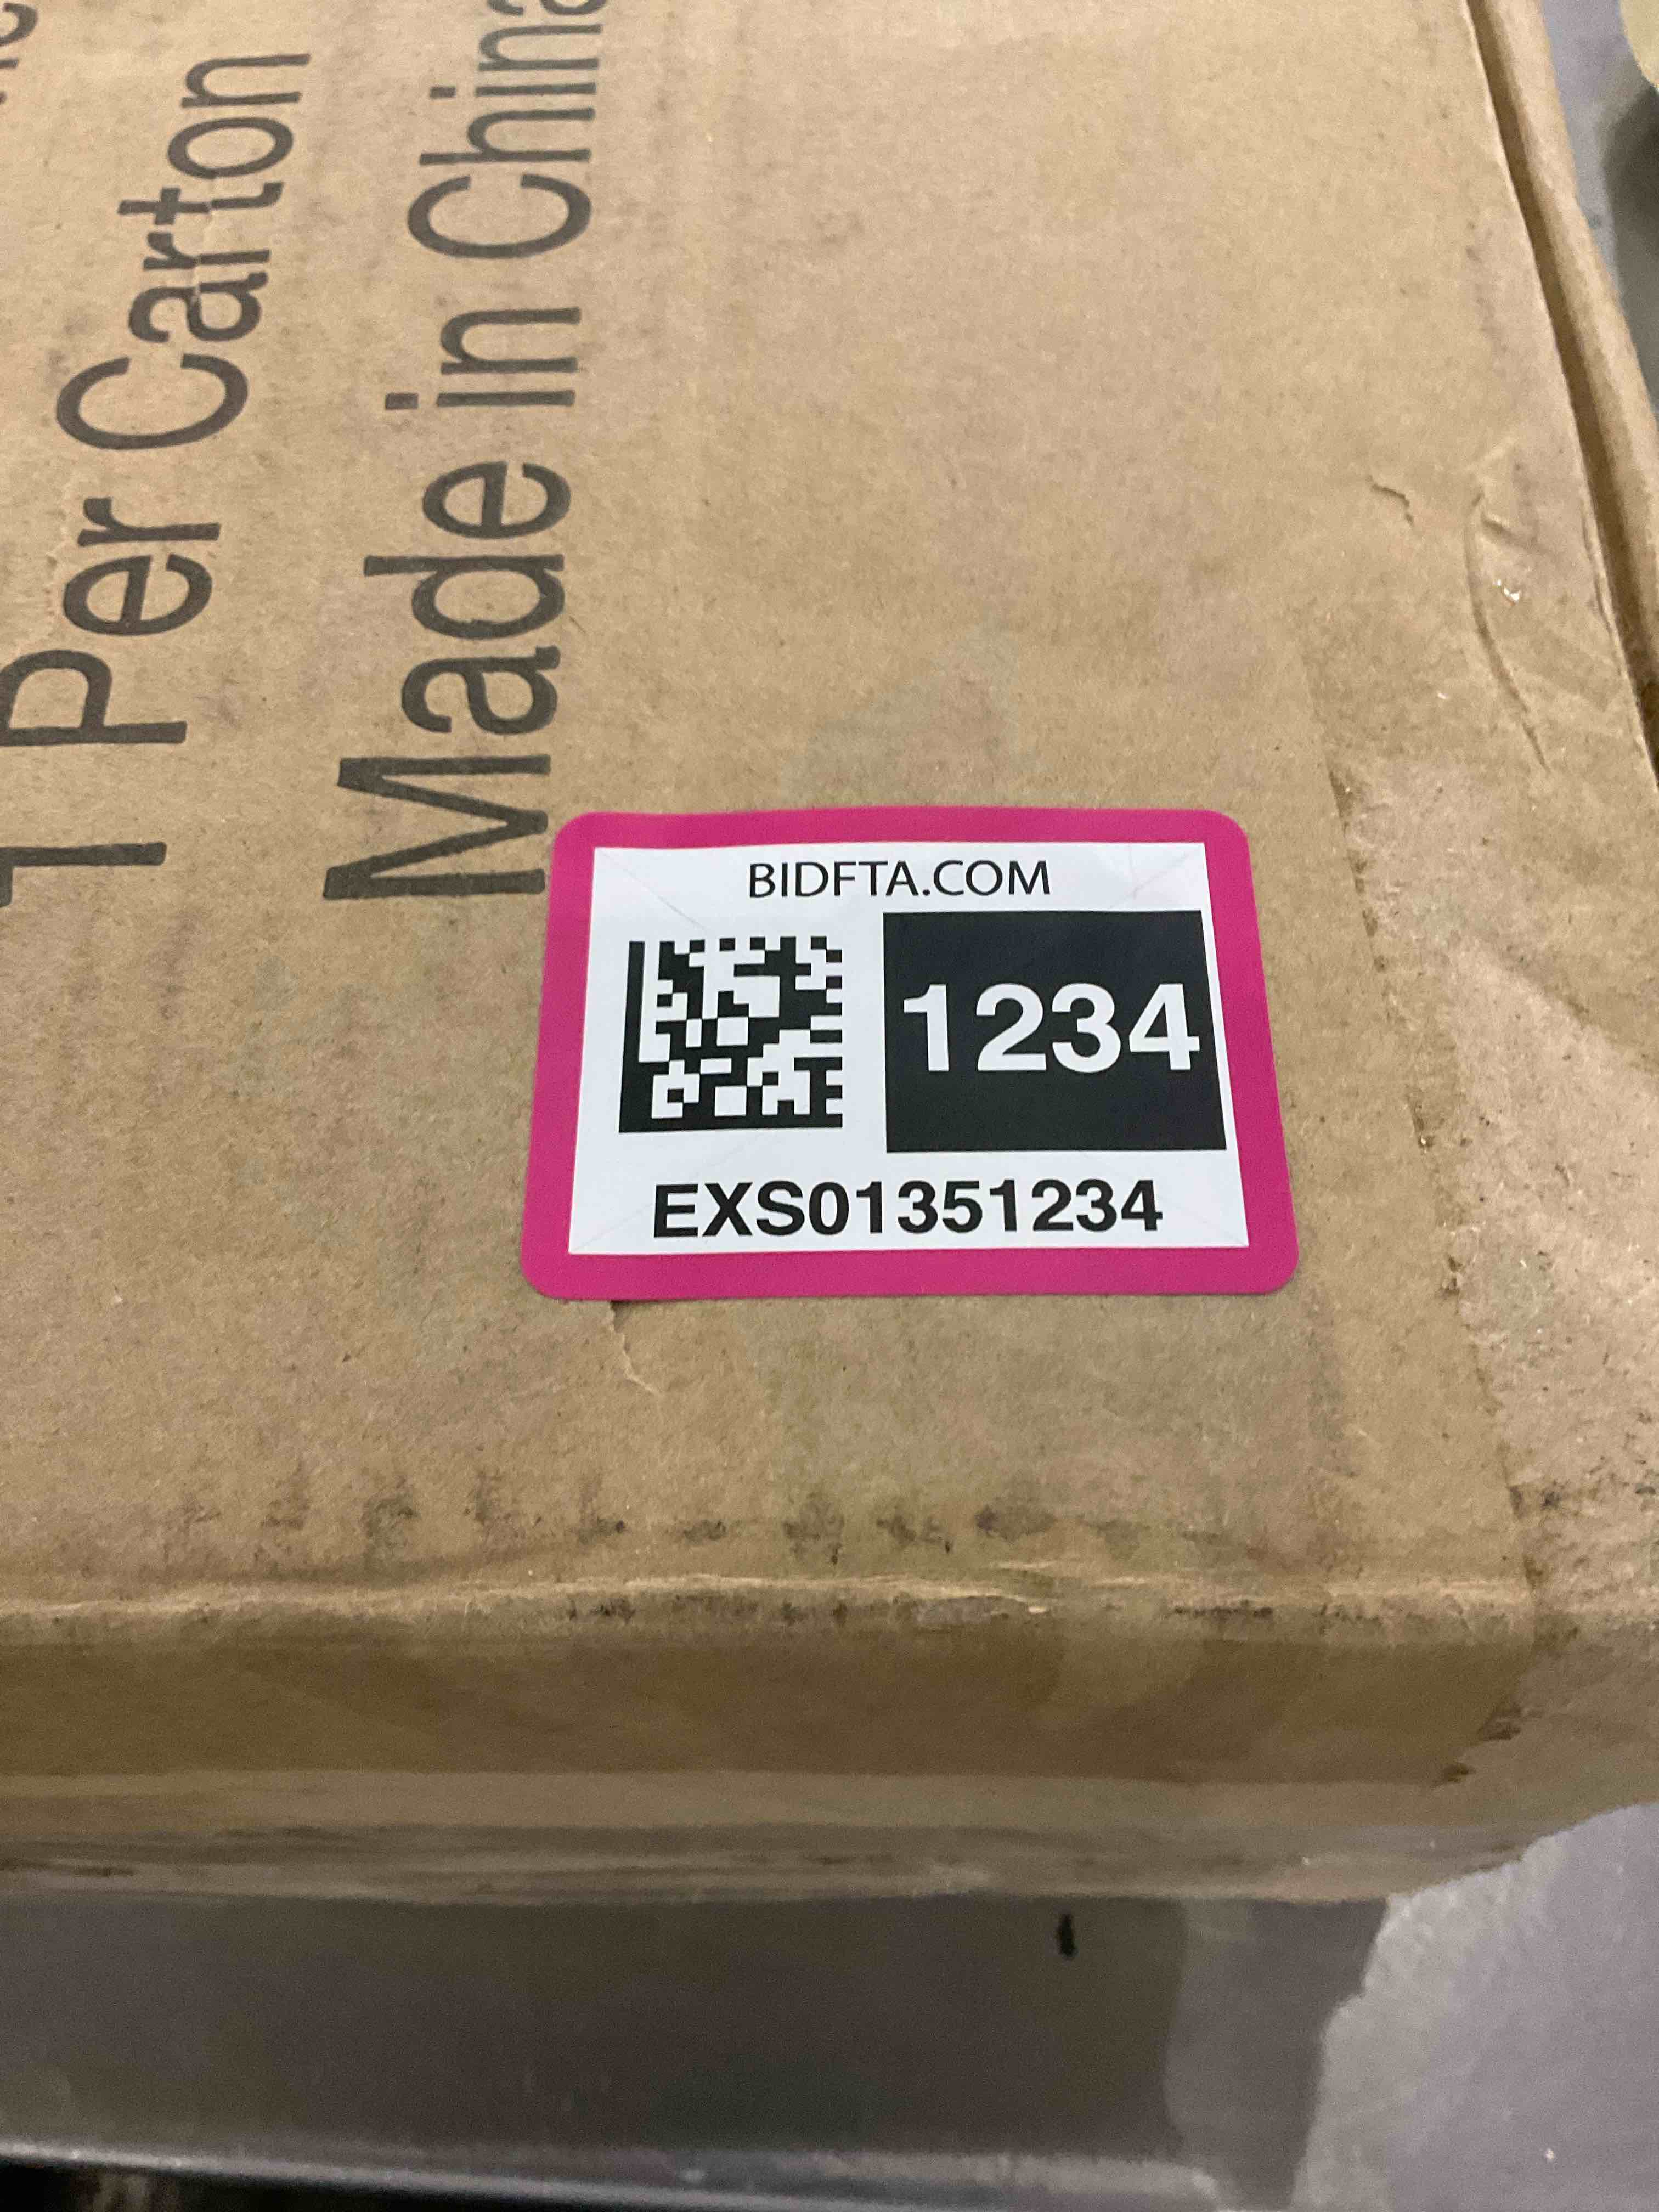 1 Per Carton
Made in China
BIDFTA.COM
1234
EXS01351234